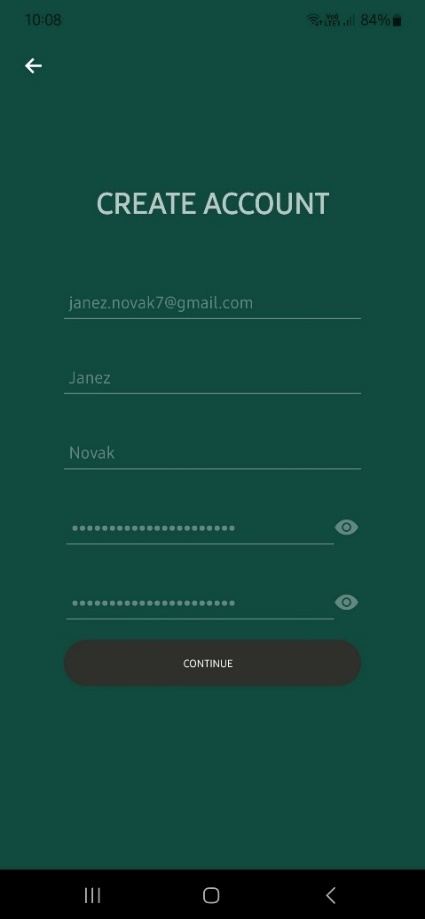 10:08
84%
CREATE ACCOUNT
janez.novak7@gmail.com
Janez
Novak
••••••••••••••••••••••
••••••••••••••••••••••
CONTINUE